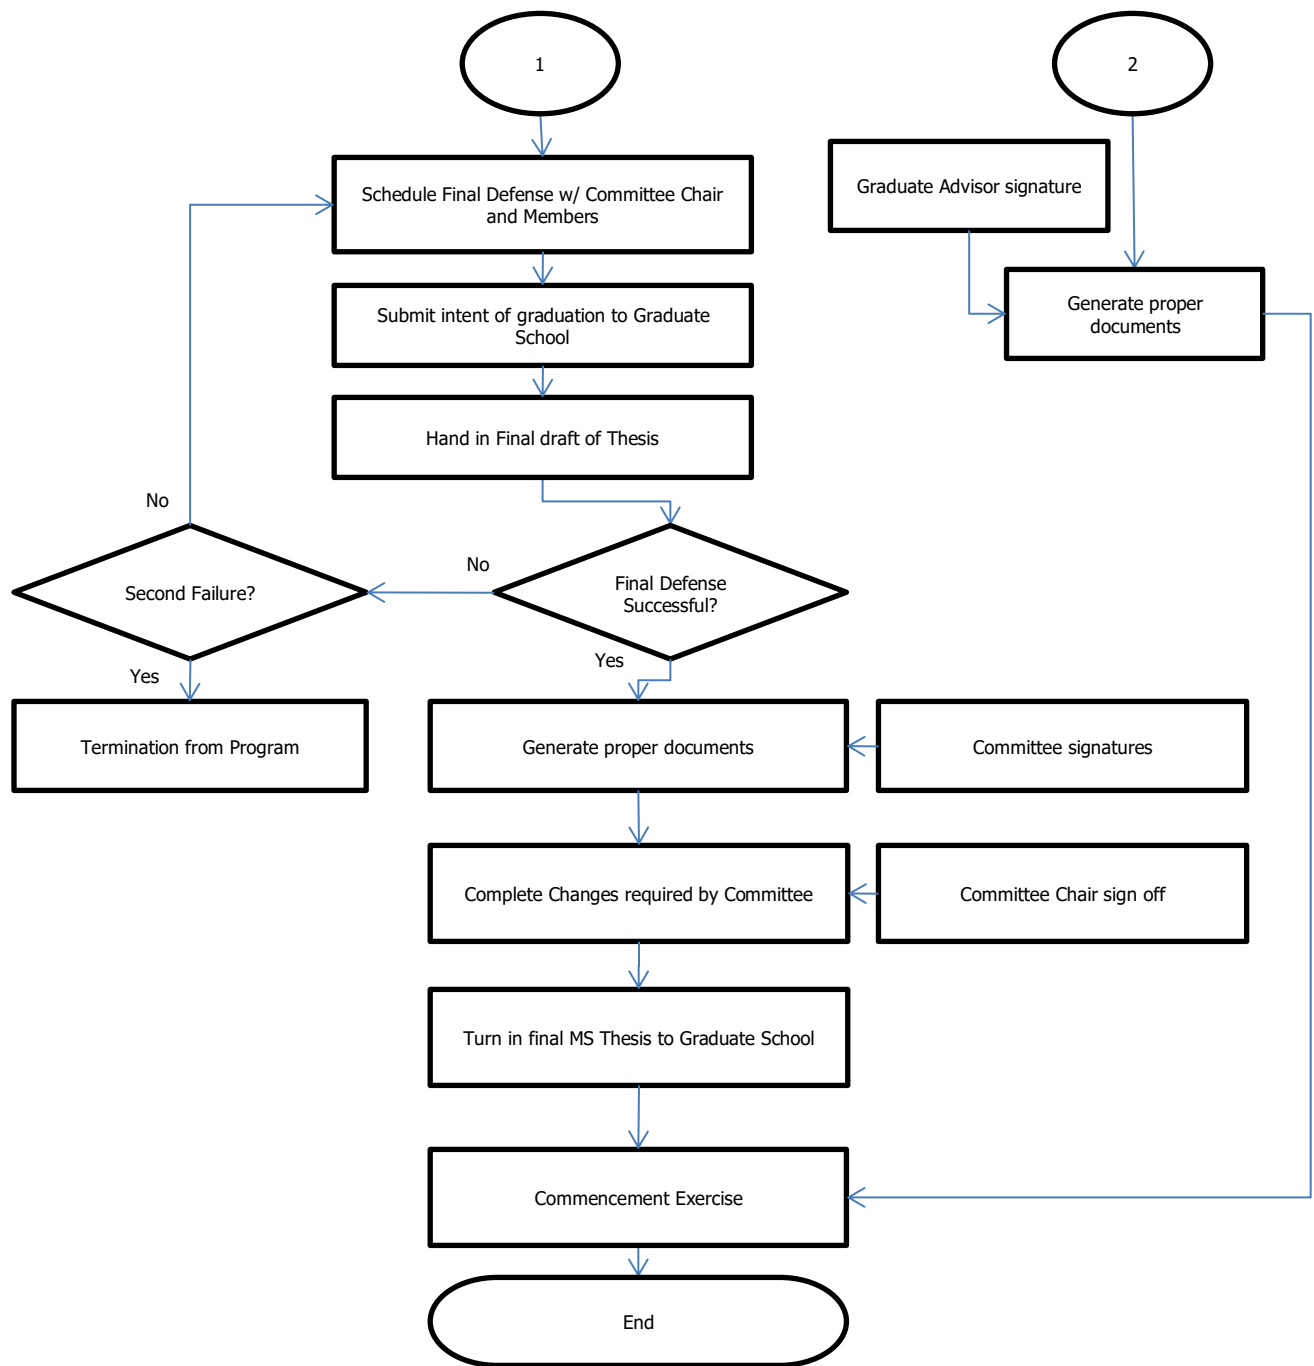 1
2
Schedule Final Defense w/ Committee Chair
and Members
Graduate Advisor signature
Submit intent of graduation to Graduate
School
Generate proper
documents
Hand in Final draft of Thesis
No
Second Failure?
No
Final Defense
Successful?
Yes
Yes
Termination from Program
Generate proper documents
Committee signatures
Complete Changes required by Committee
Committee Chair sign off
Turn in final MS Thesis to Graduate School
Commencement Exercise
End